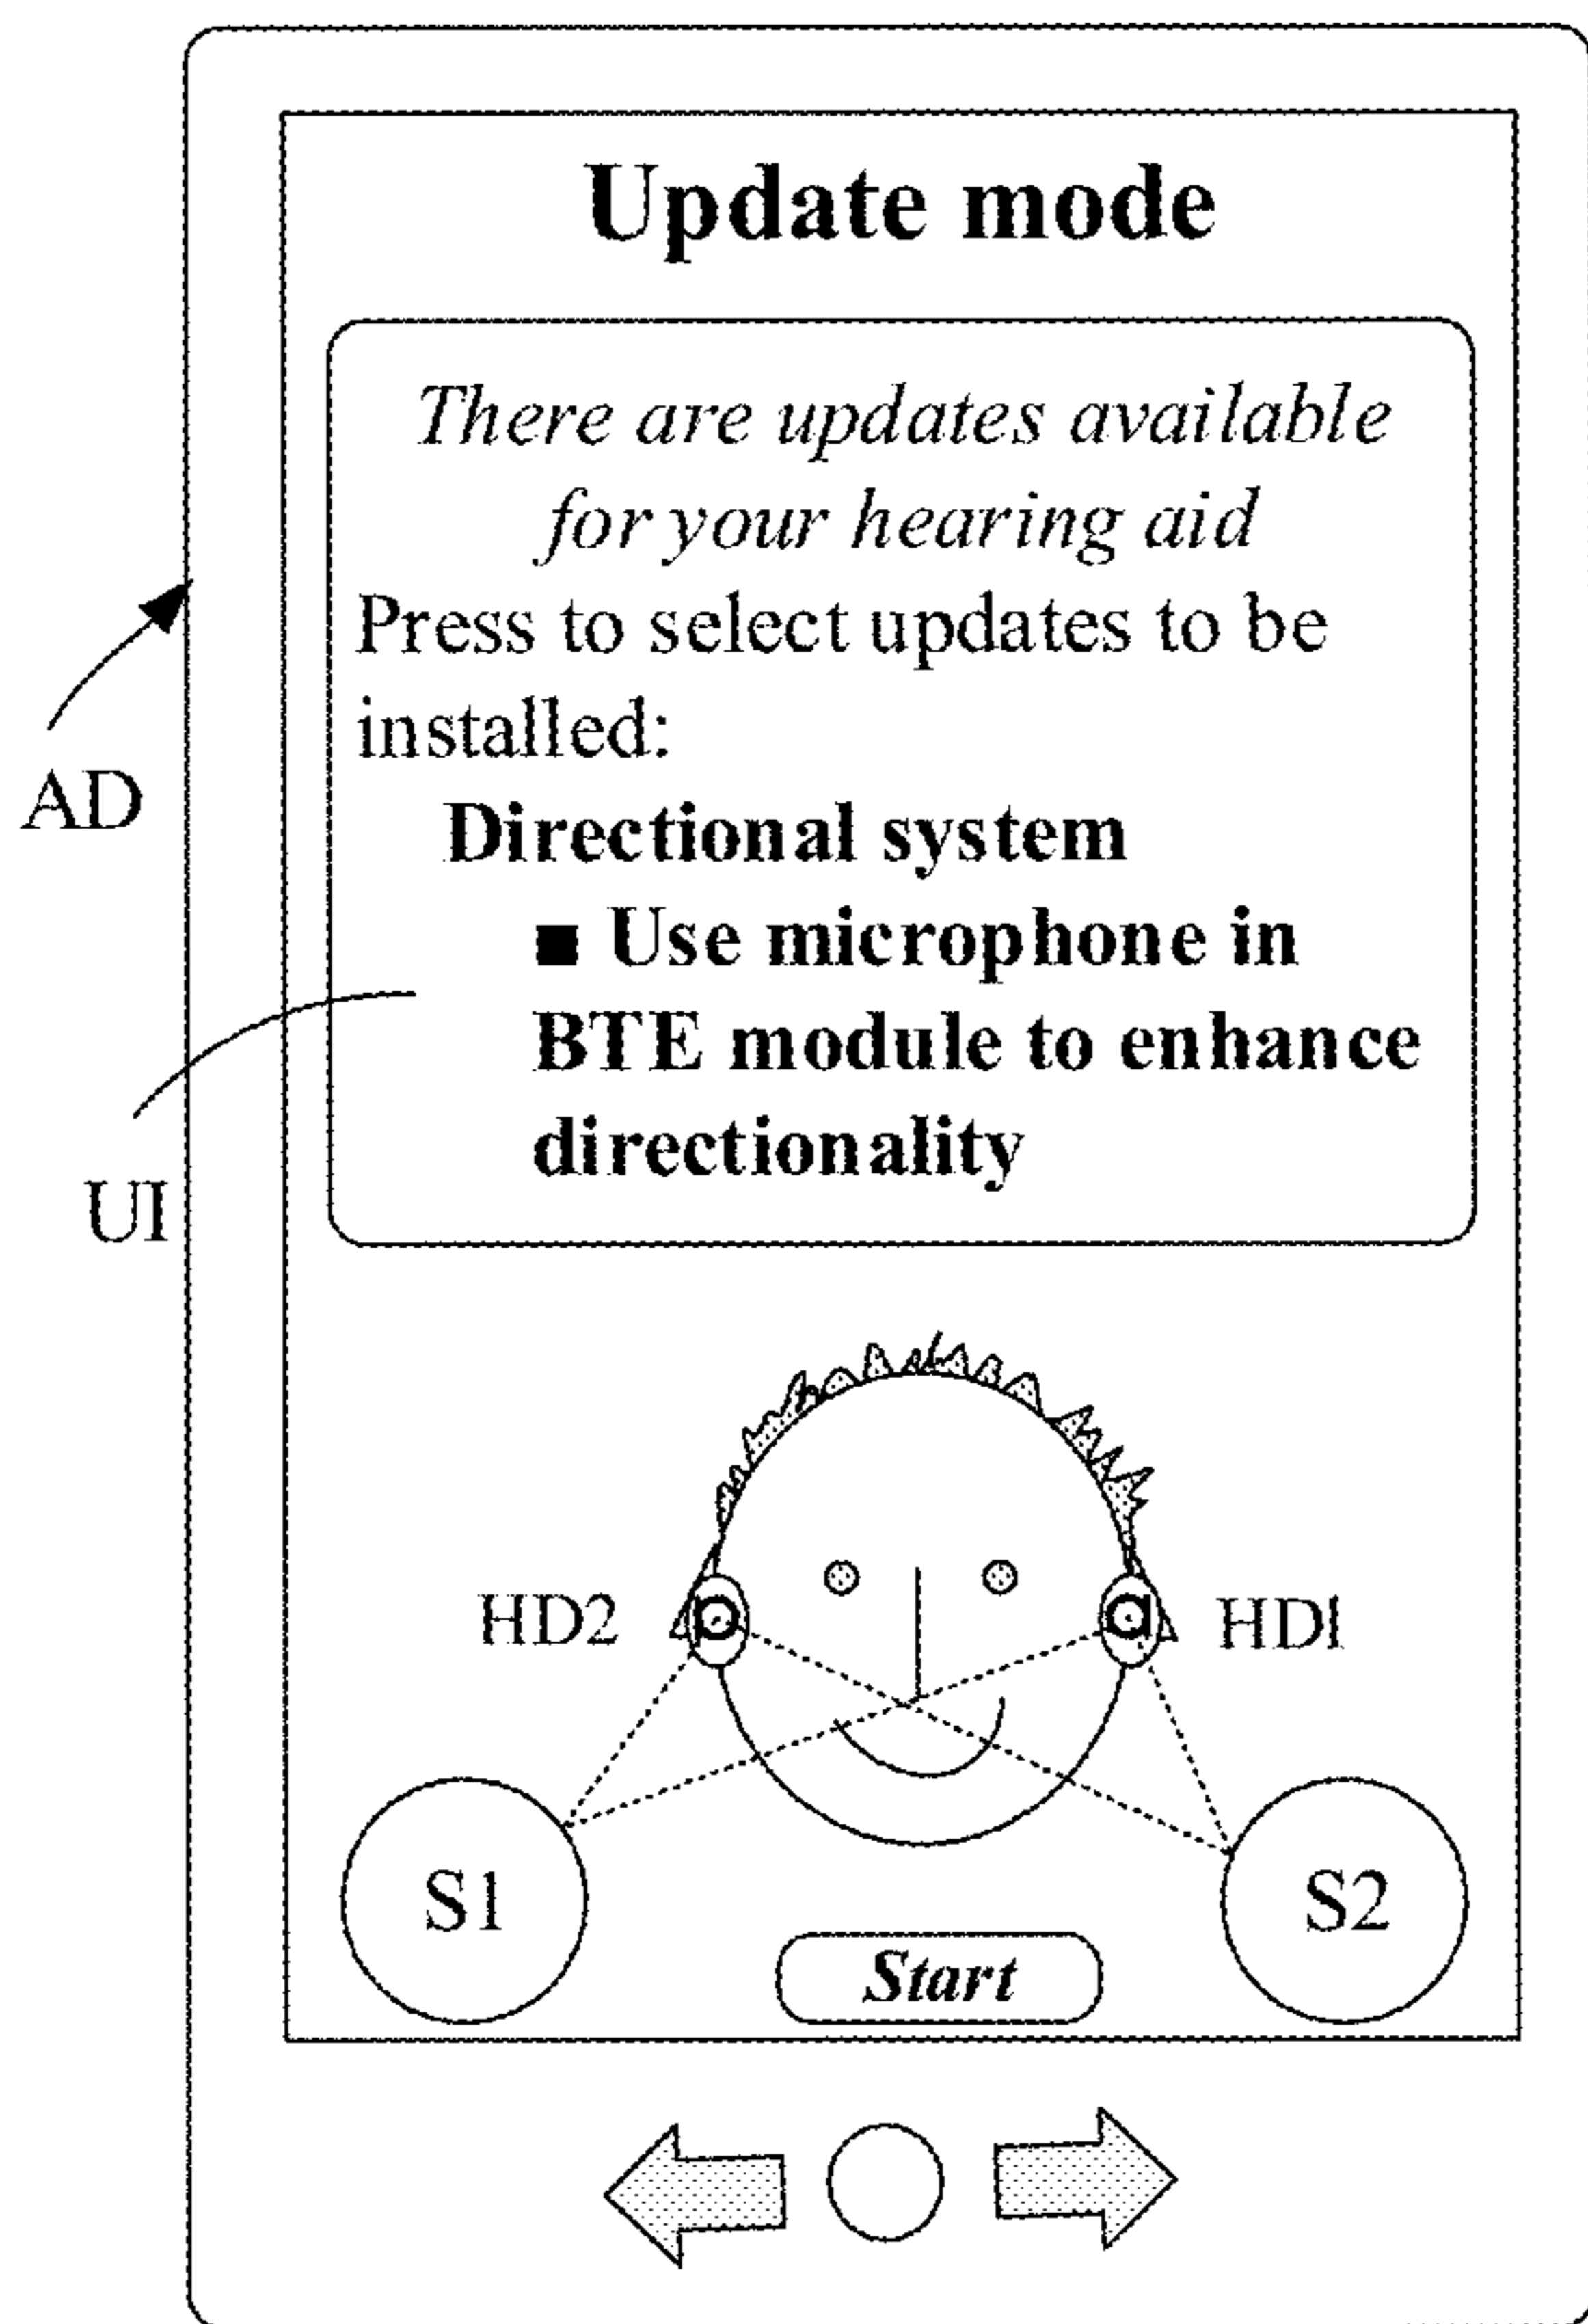 Update mode
There are updates available
for your hearing aid
Press to select updates to be
installed:
AD
Directional system
■ Use microphone in
BTE module to enhance
directionality
UI
HD2
HD1
S1
S2
Start